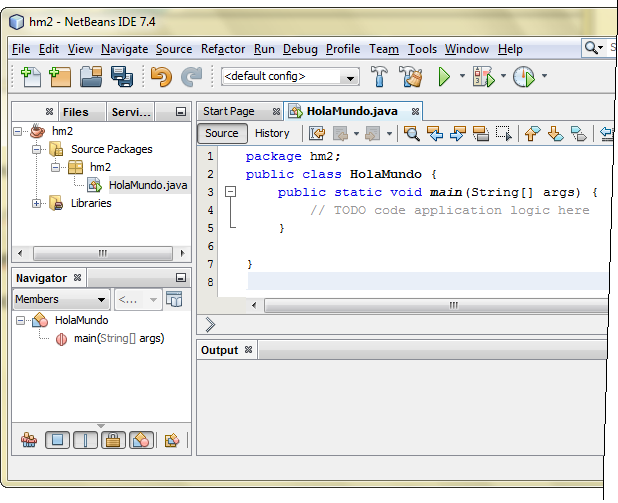 hm2 - NetBeans IDE 7.4
File Edit View Navigate Source Refactor Run Debug Profile Team Tools Window Help
<default config>
Files Servi...
hm2
Source Packages
hm2
HolaMundo.java
Libraries
Navigator
Members <...
HolaMundo
main(String[] args)
Start Page HolaMundo.java
Source History
1 package hm2;
2 public class HolaMundo {
3 public static void main(String[] args) {
4 // TODO code application logic here
5 }
6
7 }
8
Output